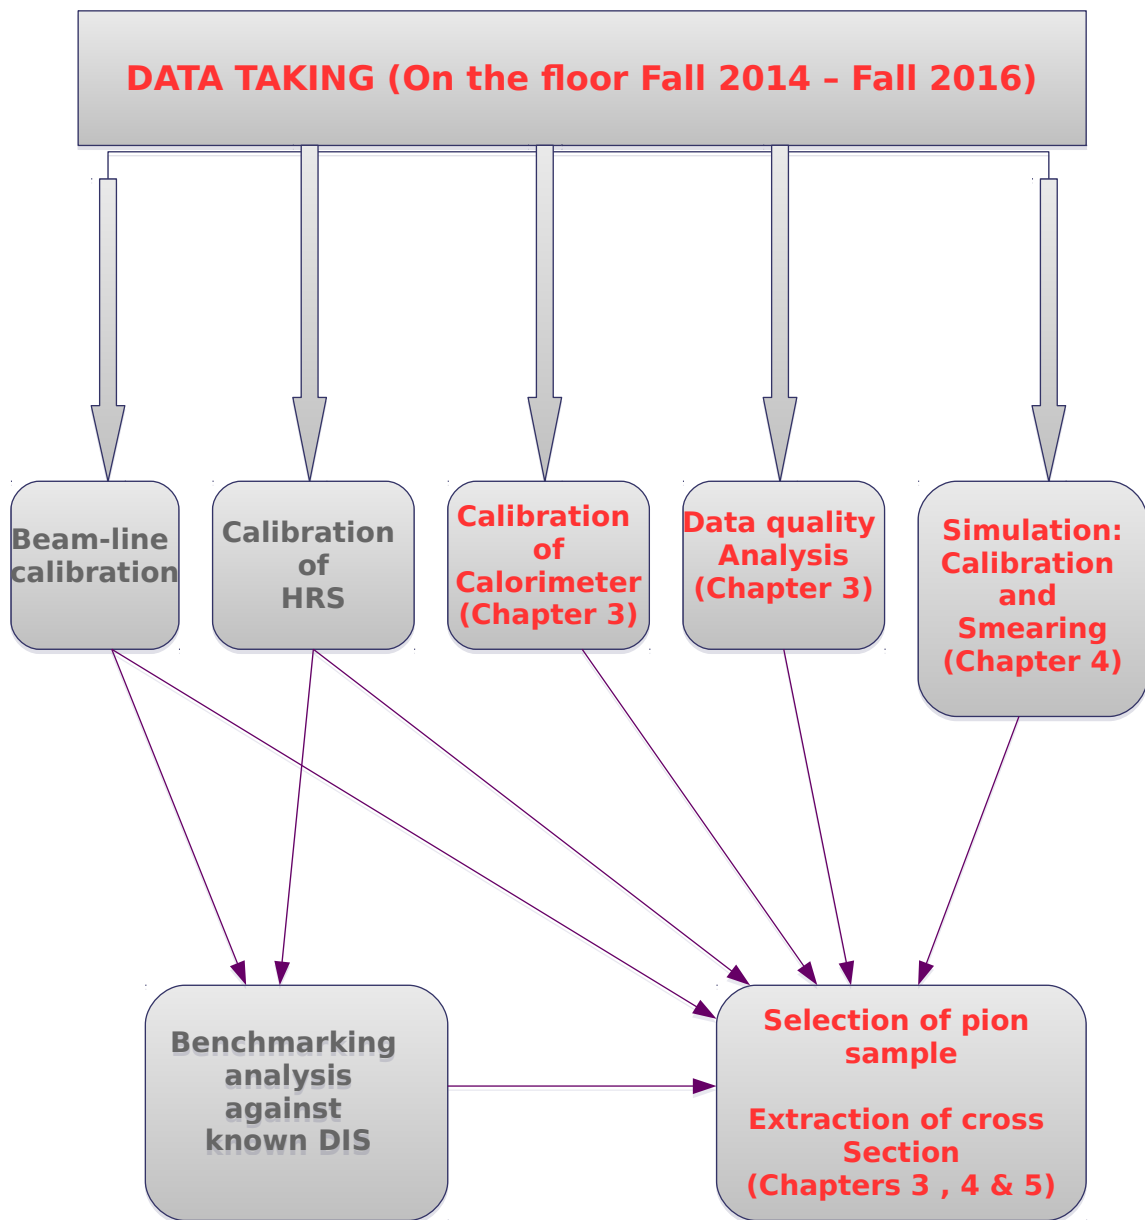 DATA TAKING (On the floor Fall 2014 – Fall 2016)
Beam-line
calibration
Calibration
of
HRS
Calibration
of
Calorimeter
(Chapter 3)
Data quality
Analysis
(Chapter 3)
Simulation:
Calibration
and
Smearing
(Chapter 4)
Benchmarking
analysis
against
known DIS
Selection of pion
sample
Extraction of cross
Section
(Chapters 3 , 4 & 5)